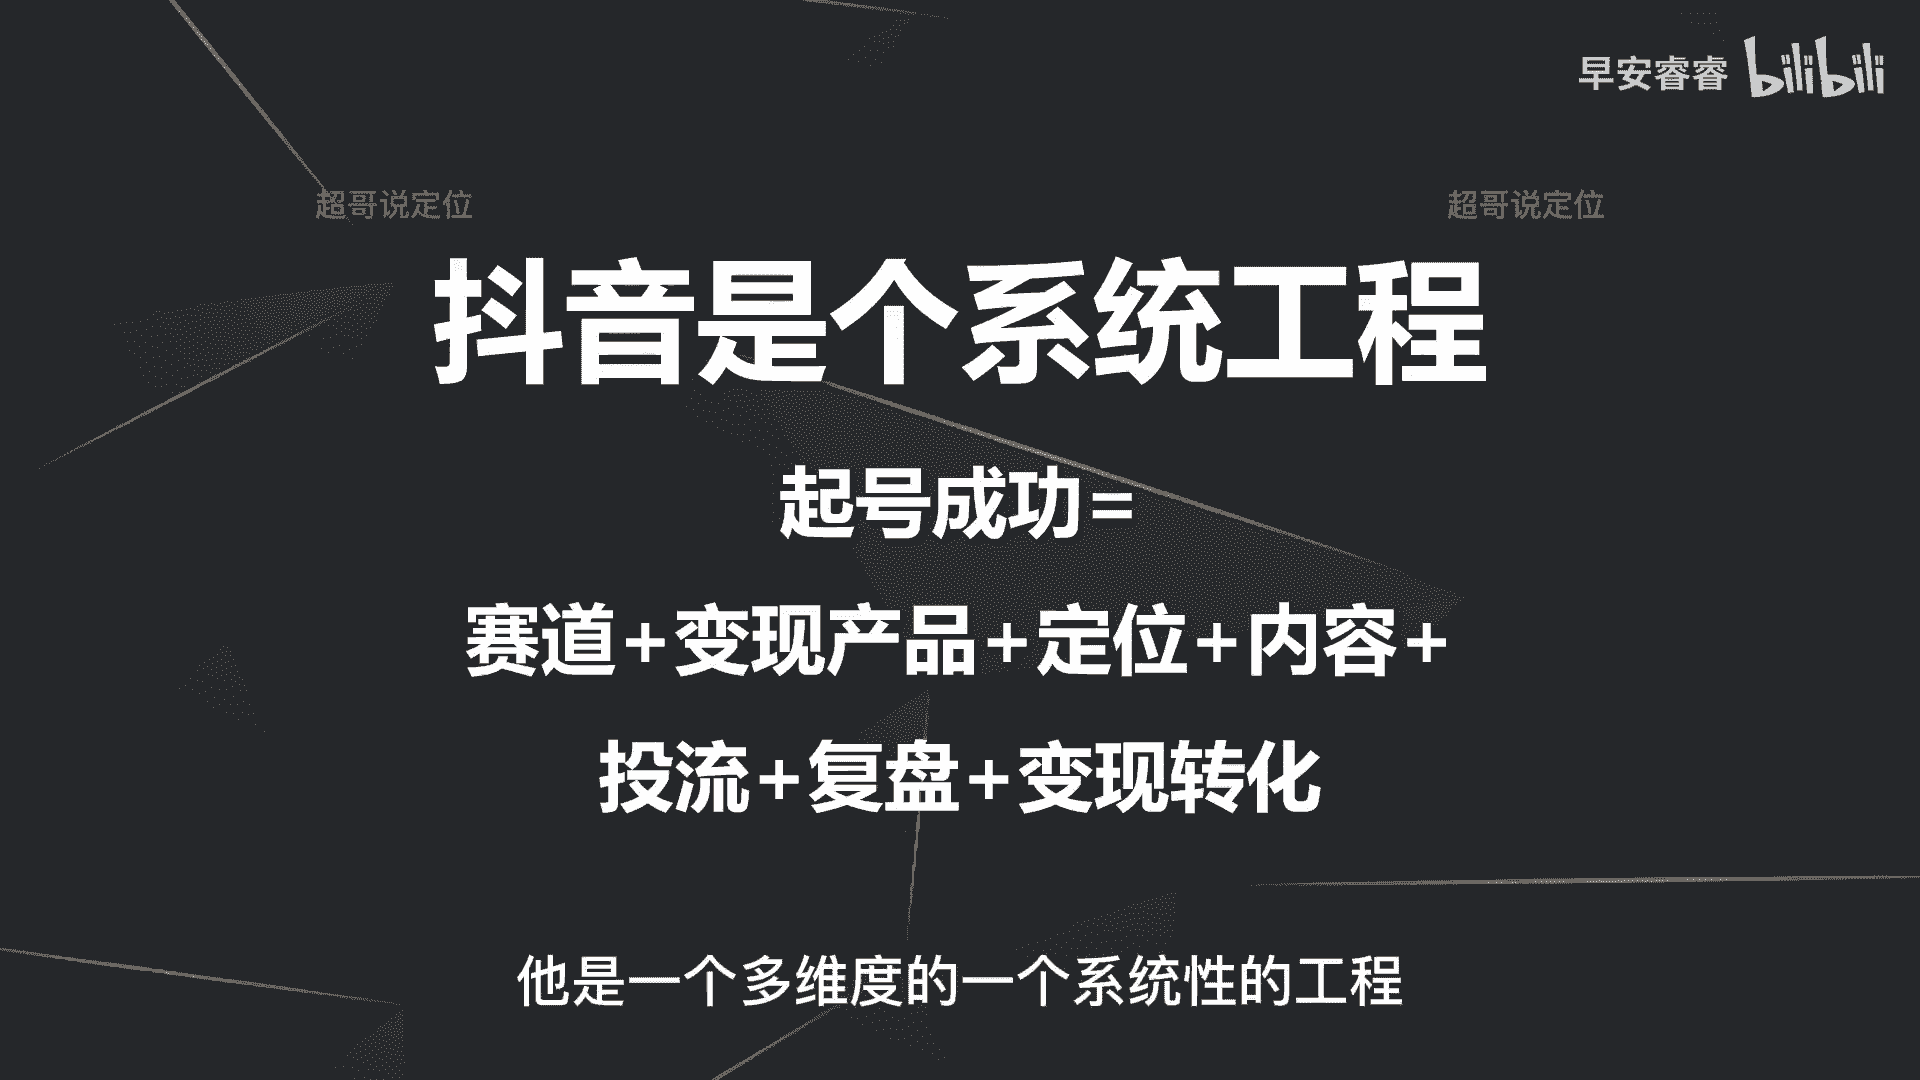 早安睿睿 bilibili
超哥说定位 超哥说定位
抖音是个系统工程
起号成功=
赛道+变现产品+定位+内容+
投流+复盘+变现转化
他是一个多维度的一个系统性的工程